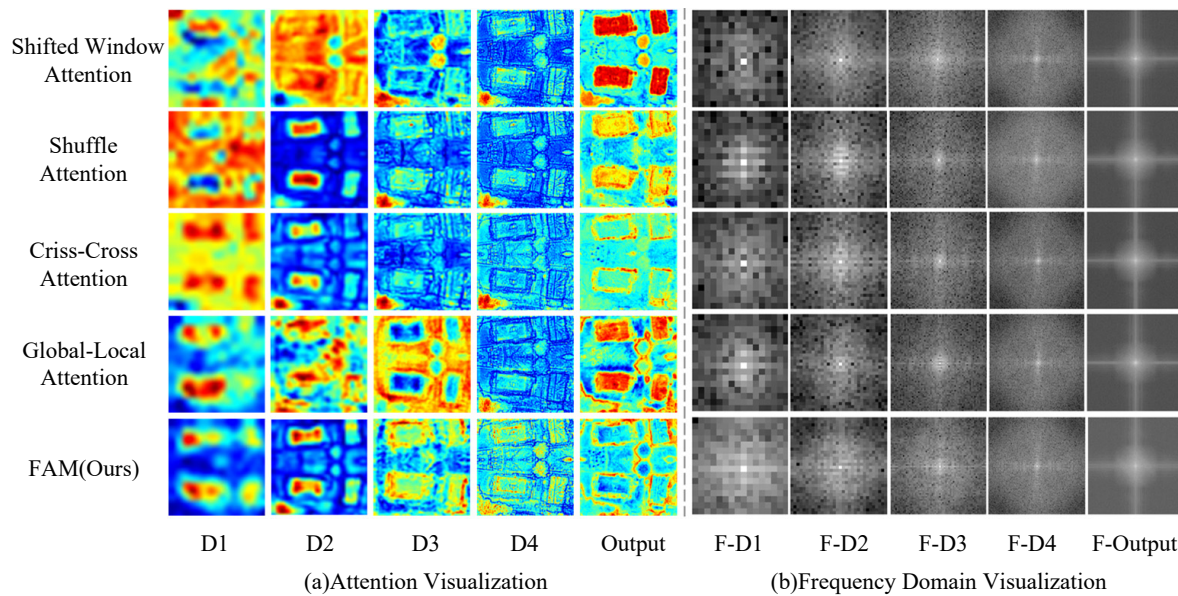 Shifted Window
Attention
Shuffle
Attention
Criss-Cross
Attention
Global-Local
Attention
FAM(Ours)
D1 D2 D3 D4 Output F-D1 F-D2 F-D3 F-D4 F-Output
(a)Attention Visualization (b)Frequency Domain Visualization